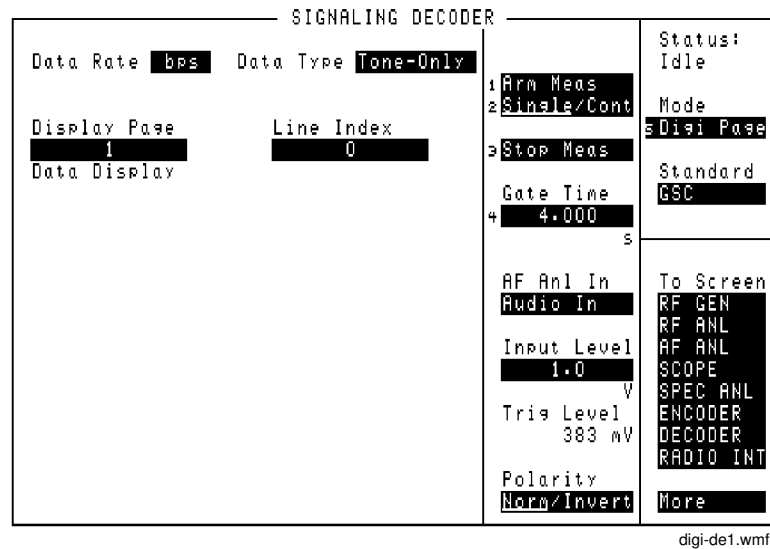 SIGNALING DECODER
Data Rate bps Data Type Tone-Only
Display Page Line Index
1 0
Data Display
1 Arm Meas
2 Single/Cont
3 Stop Meas
Gate Time
4 4.000
s
AF Anl In
Audio In
Input Level
1.0
V
Trig Level
383 mV
Polarity
Norm/Invert
Status:
Idle
Mode
5 Digi Page
Standard
GSC
To Screen
RF GEN
RF ANL
AF ANL
SCOPE
SPEC ANL
ENCODER
DECODER
RADIO INT
More
digi-de1.wmf